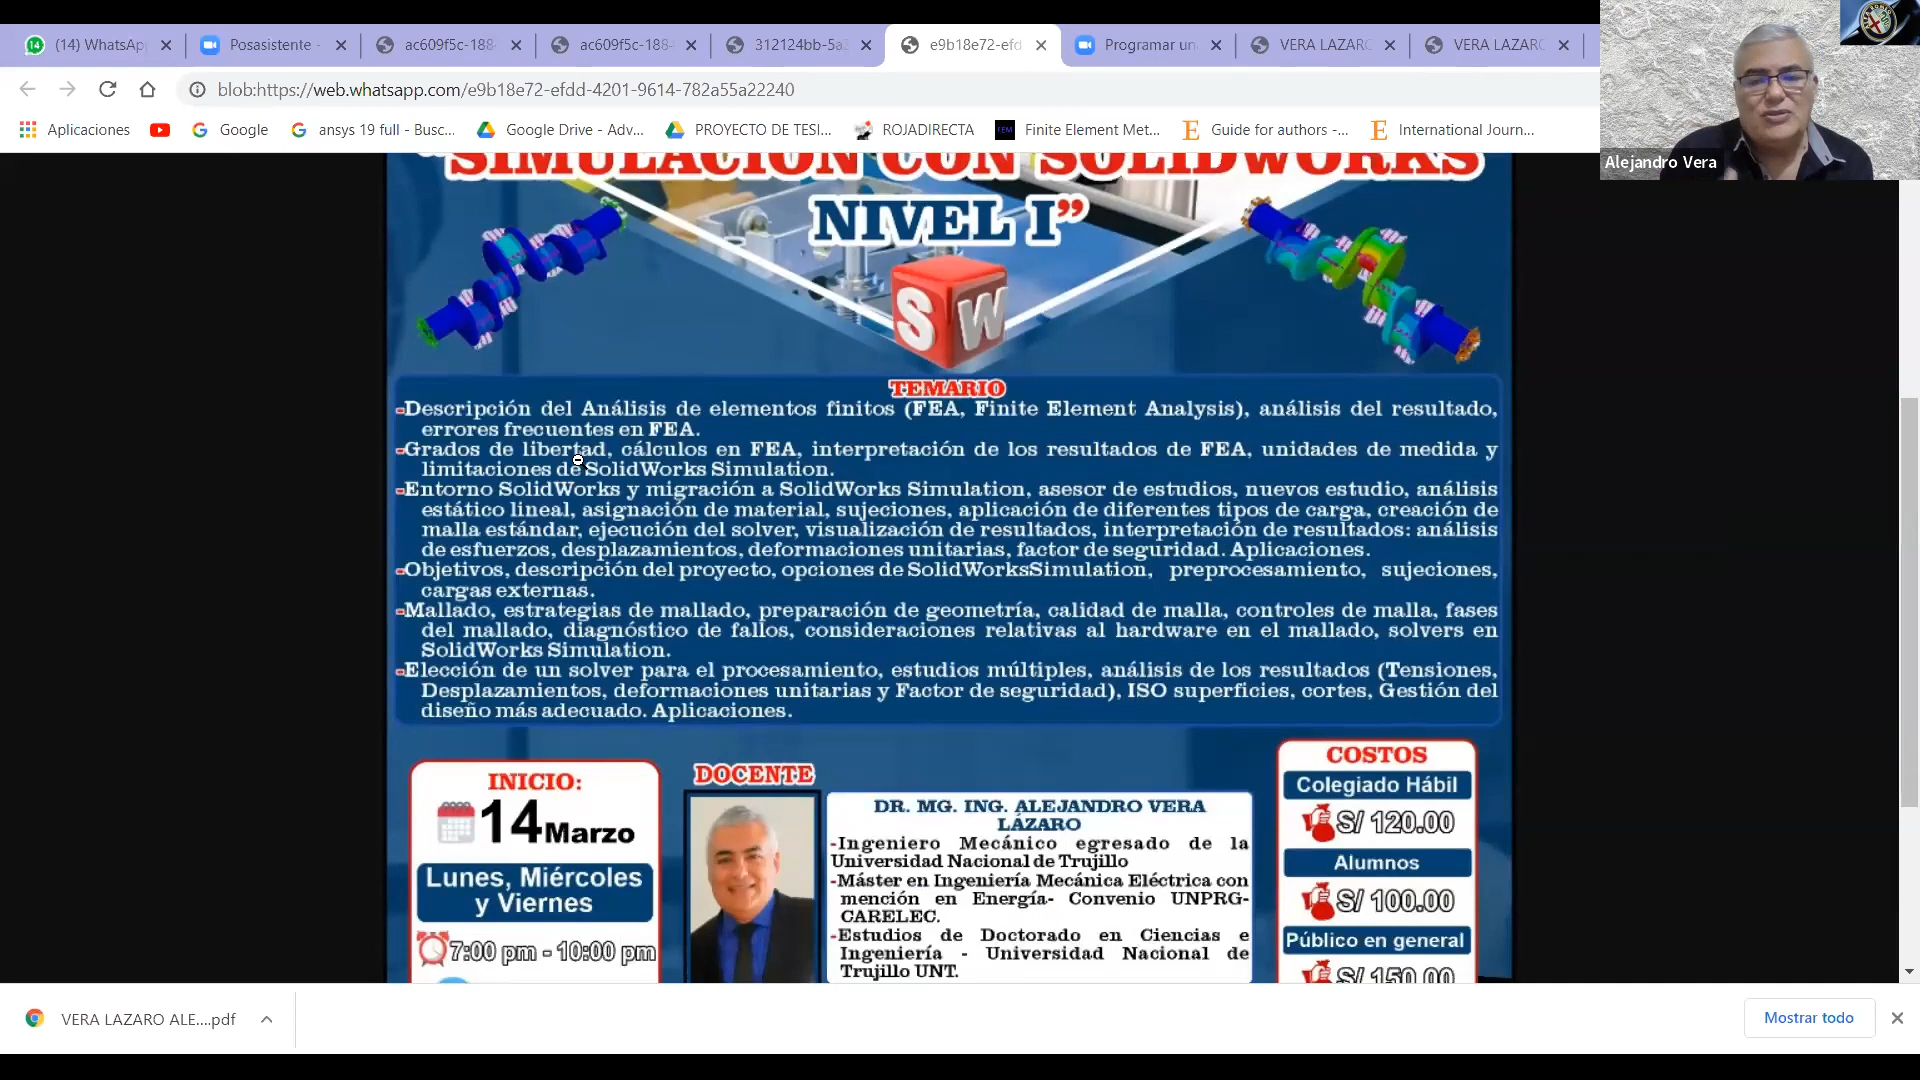 (14) WhatsAp
Posasistente -
ac609f5c-188
ac609f5c-188
312124bb-5a
e9b18e72-efd
Programar un
VERA LAZARO
VERA LAZARO
blob:https://web.whatsapp.com/e9b18e72-efdd-4201-9614-782a55a22240
Aplicaciones
Google
ansys 19 full - Busc...
Google Drive - Adv...
PROYECTO DE TESI...
ROJADIRECTA
Finite Element Met...
Guide for authors -...
International Journ...
Alejandro Vera
"SIMULACIÓN CON SOLIDWORKS
NIVEL I"
SW
TEMARIO
-Descripción del Análisis de elementos finitos (FEA, Finite Element Analysis), análisis del resultado,
errores frecuentes en FEA.
-Grados de libertad, cálculos en FEA, interpretación de los resultados de FEA, unidades de medida y
limitaciones de SolidWorks Simulation.
-Entorno SolidWorks y migración a SolidWorks Simulation, asesor de estudios, nuevos estudio, análisis
estático lineal, asignación de material, sujeciones, aplicación de diferentes tipos de carga, creación de
malla estándar, ejecución del solver, visualización de resultados, interpretación de resultados: análisis
de esfuerzos, desplazamientos, deformaciones unitarias, factor de seguridad. Aplicaciones.
-Objetivos, descripción del proyecto, opciones de SolidWorksSimulation, preprocesamiento, sujeciones,
cargas externas.
-Mallado, estrategias de mallado, preparación de geometría, calidad de malla, controles de malla, fases
del mallado, diagnóstico de fallos, consideraciones relativas al hardware en el mallado, solvers en
SolidWorks Simulation.
-Elección de un solver para el procesamiento, estudios múltiples, análisis de los resultados (Tensiones,
Desplazamientos, deformaciones unitarias y Factor de seguridad), ISO superficies, cortes, Gestión del
diseño más adecuado. Aplicaciones.
INICIO:
14 Marzo
Lunes, Miércoles
y Viernes
7:00 pm - 10:00 pm
DOCENTE
DR. MG. ING. ALEJANDRO VERA
LÁZARO
-Ingeniero Mecánico egresado de la
Universidad Nacional de Trujillo
-Máster en Ingeniería Mecánica Eléctrica con
mención en Energía- Convenio UNPRG-
CARELEC.
-Estudios de Doctorado en Ciencias e
Ingeniería - Universidad Nacional de
Trujillo UNT.
COSTOS
Colegiado Hábil
S/ 120.00
Alumnos
S/ 100.00
Público en general
S/ 150.00
VERA LAZARO ALE....pdf
Mostrar todo